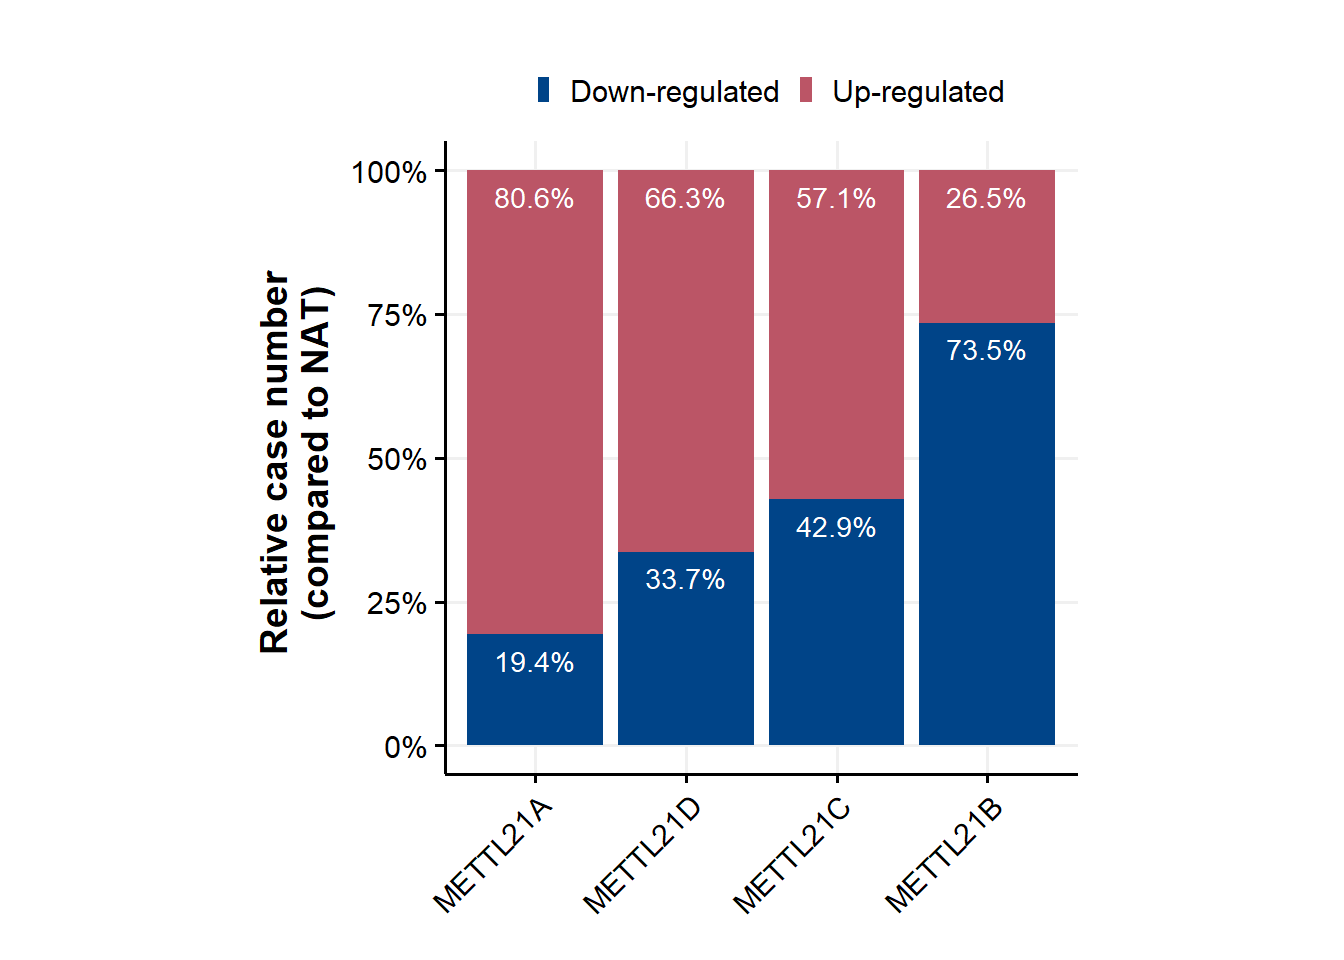 Down-regulated Up-regulated
Relative case number
(compared to NAT)
100%
75%
50%
25%
0%
80.6% 66.3% 57.1% 26.5%
73.5%
42.9%
33.7%
19.4%
METTL21A METTL21D METTL21C METTL21B